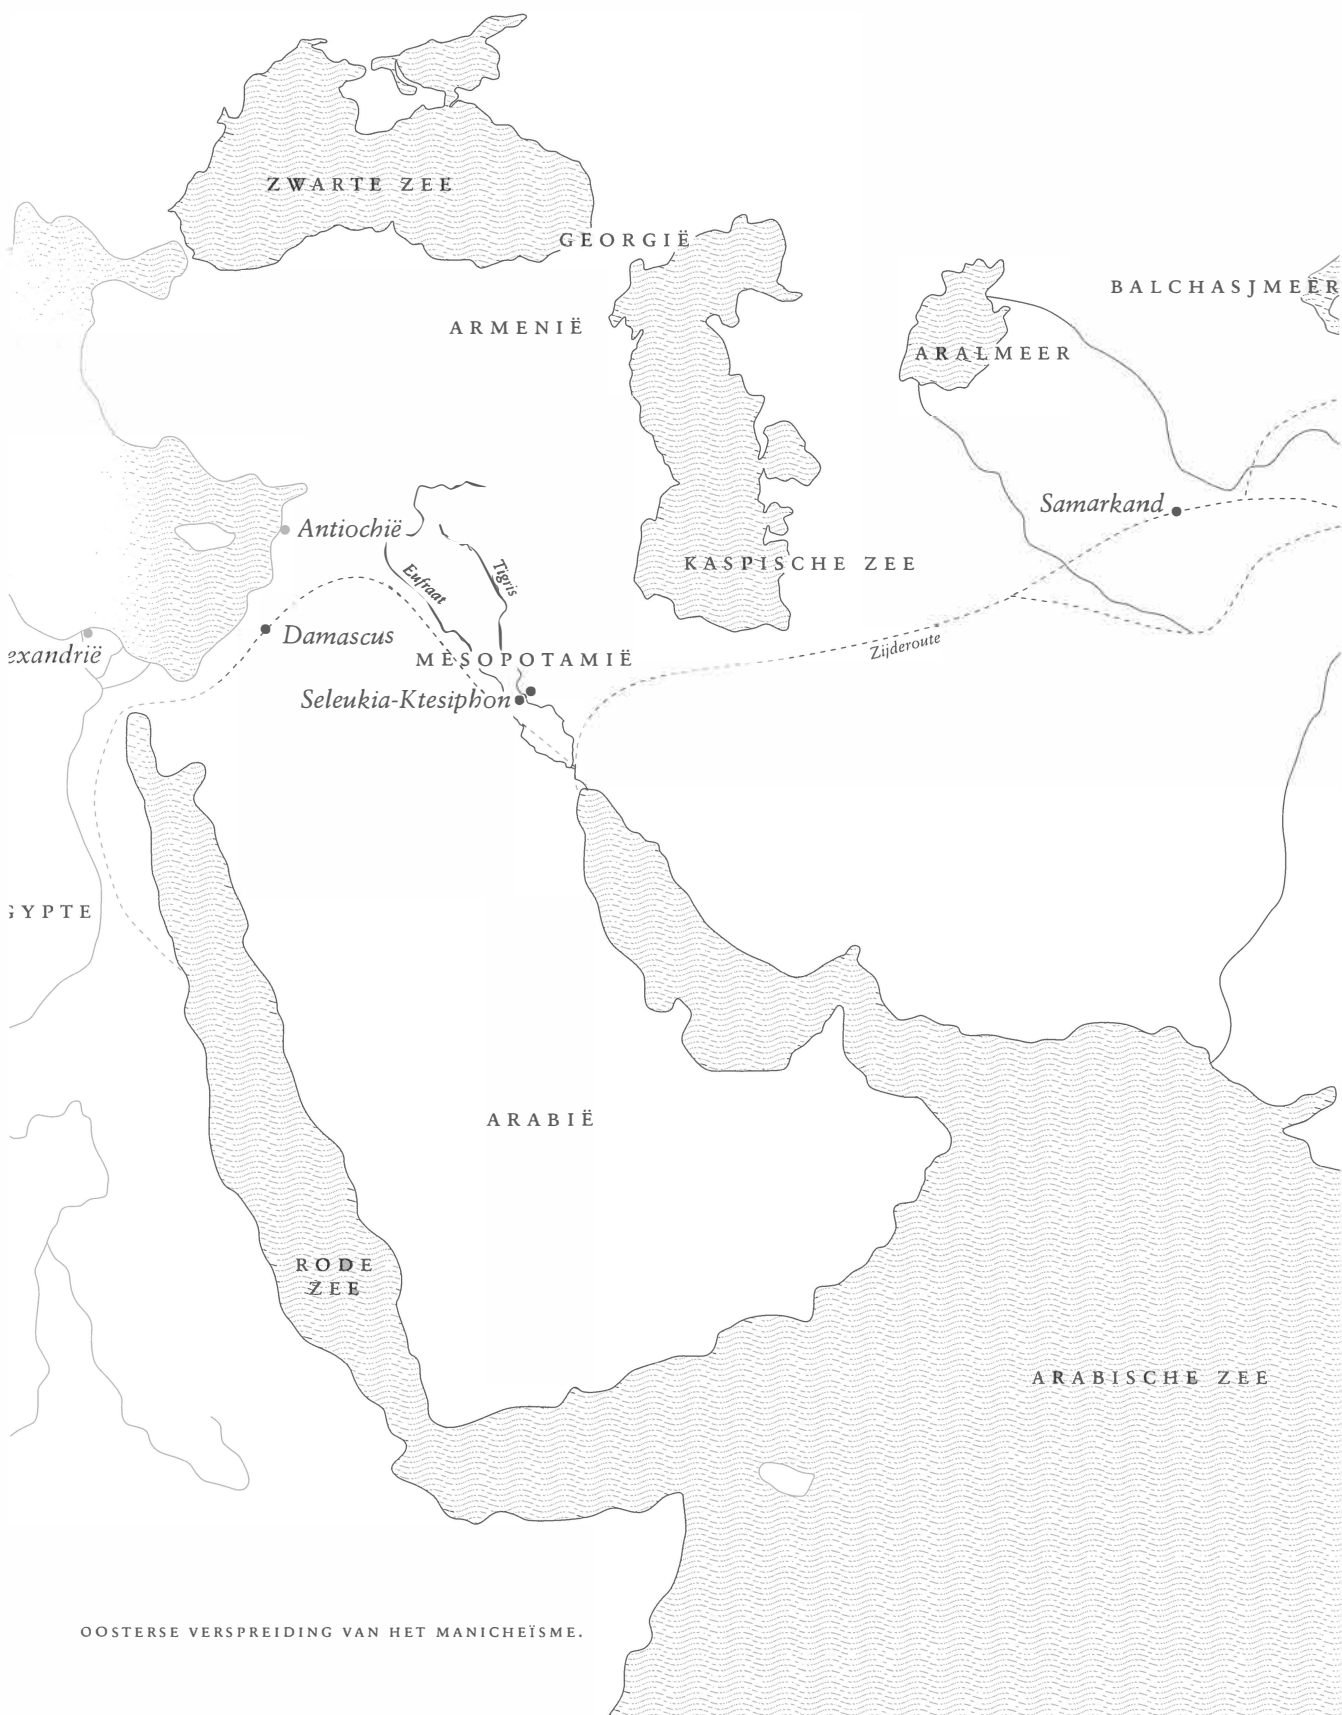 ZWARTE ZEE
GEORGIË
BALCHASJMEER
ARMENIË
ARALMEER
Samarkand
Antiochië
KASPISCHE ZEE
Eufraat
Tigris
Damascus
Zijderoute
exandrië
MESOPOTAMIË
Seleukia-Ktesiphon
GYPTE
ARABIË
RODE
ZEE
ARABISCHE ZEE
OOSTERSE VERSPREIDING VAN HET MANICHEÏSME.